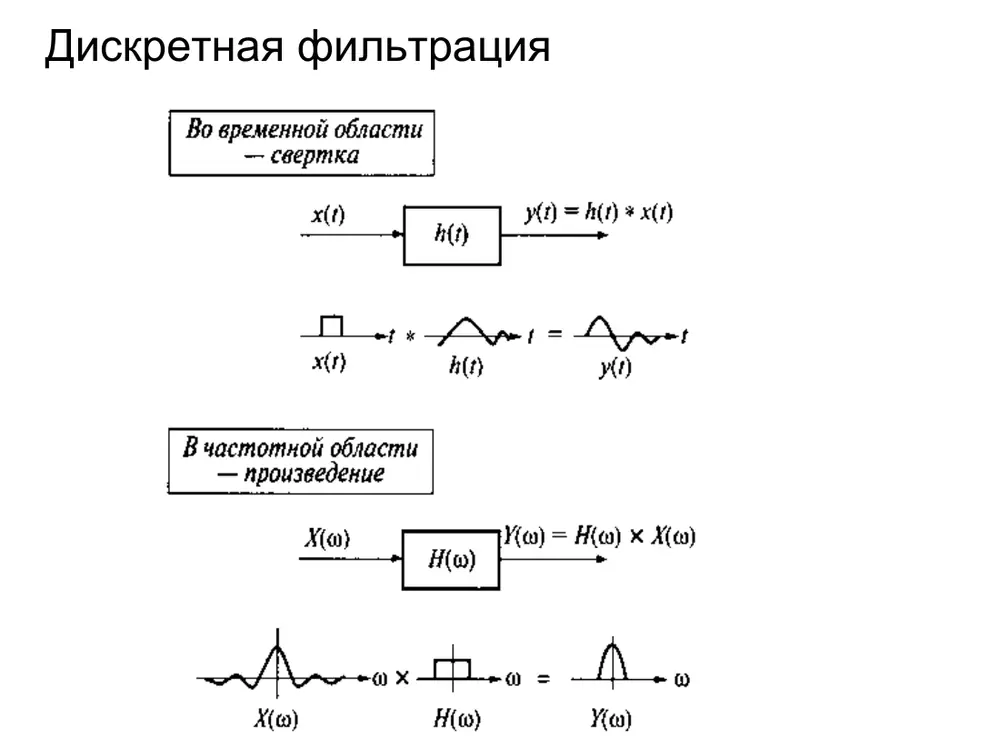 Дискретная фильтрация
Во временной области
— свертка
x(t)
h(t)
y(t) = h(t) * x(t)
t * t = t
x(t) h(t) y(t)
В частотной области
— произведение
X(ω)
H(ω)
Y(ω) = H(ω) × X(ω)
ω × ω = ω
X(ω) H(ω) Y(ω)